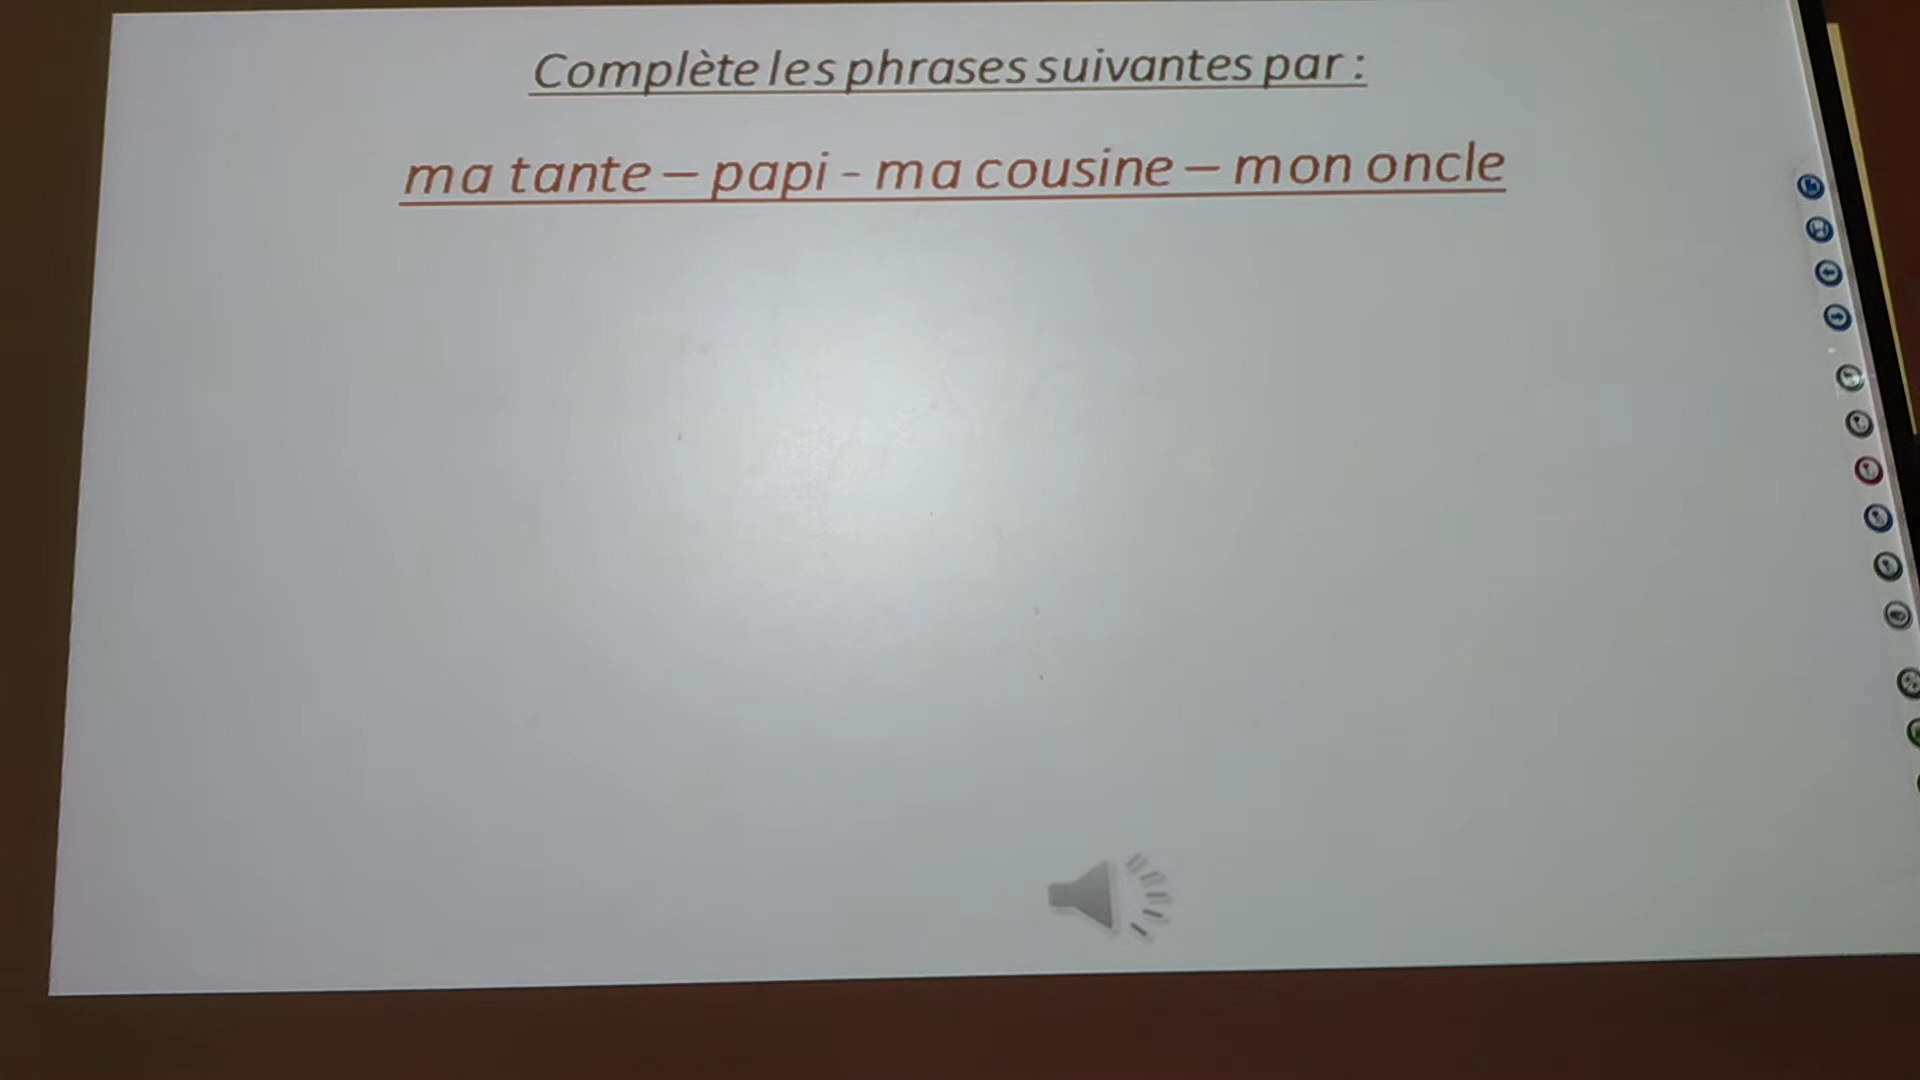 Complète les phrases suivantes par :
ma tante – papi - ma cousine – mon oncle